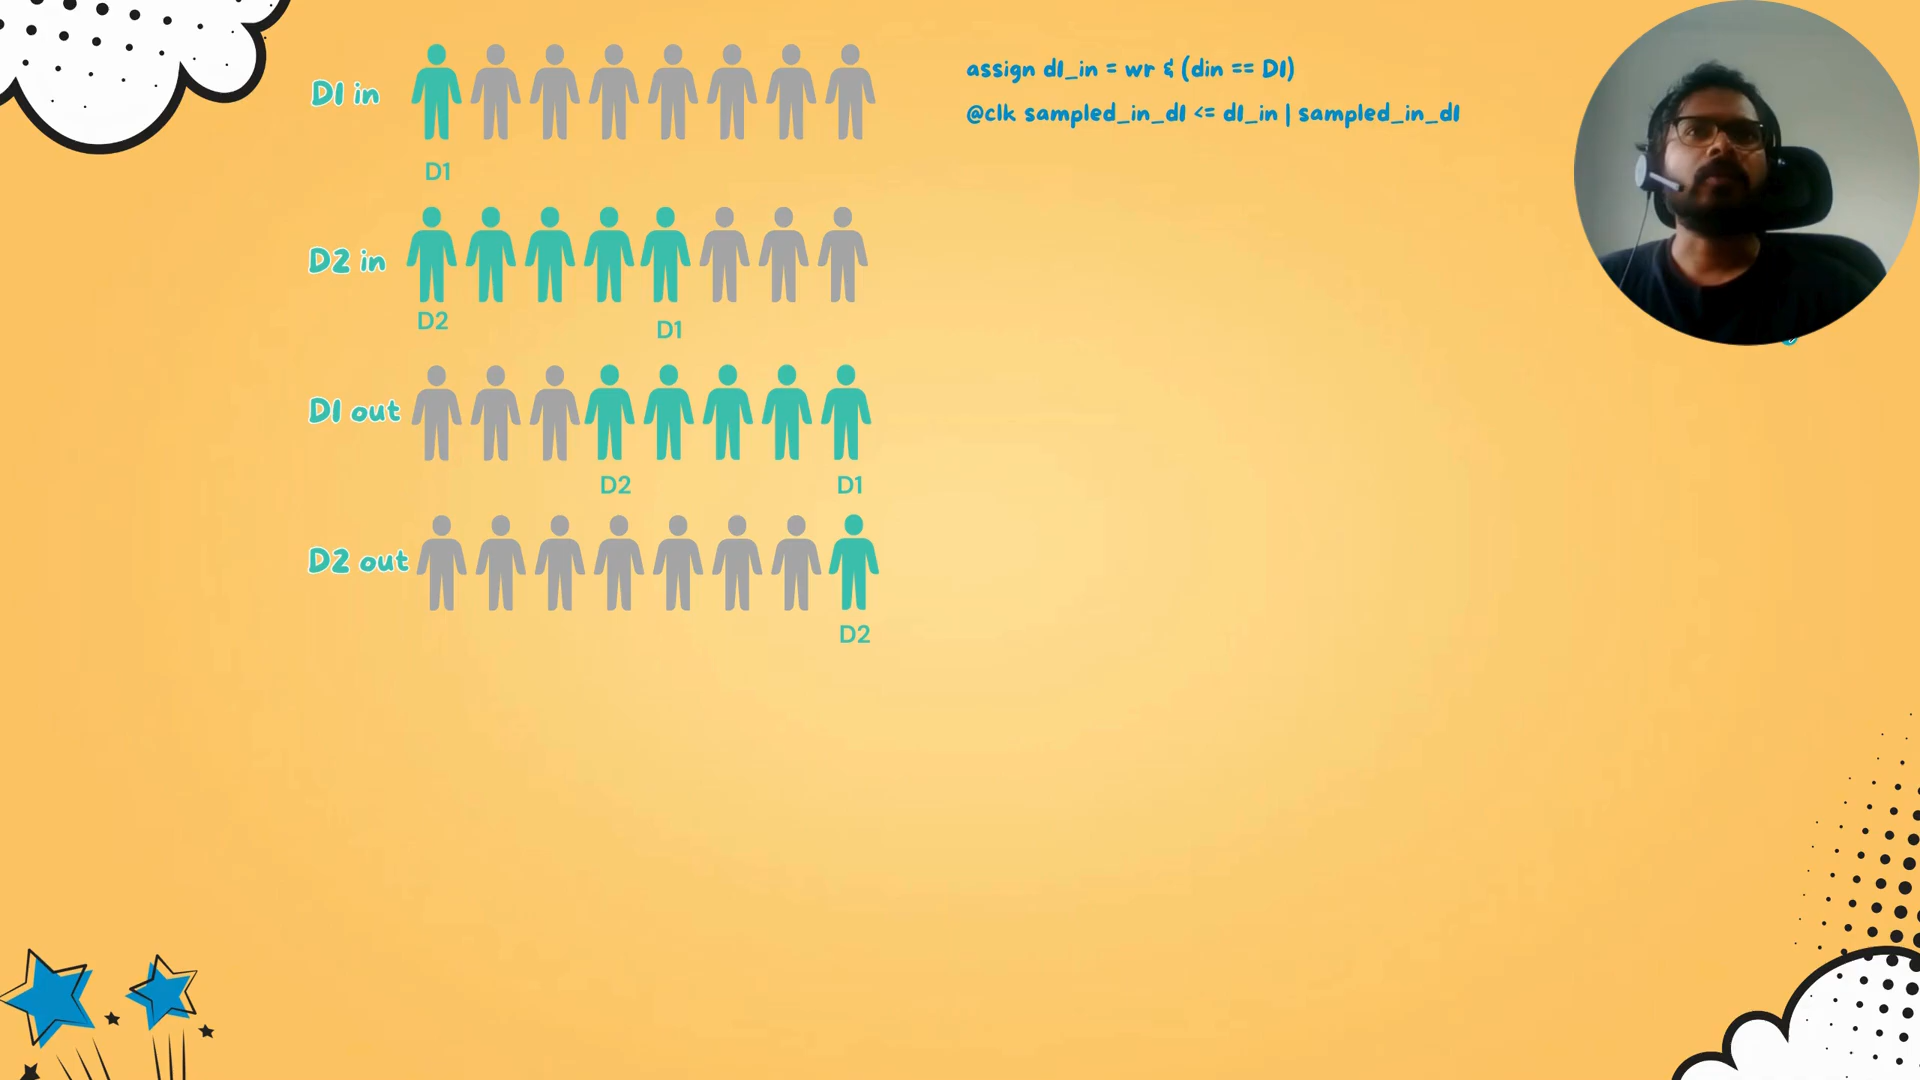 D1 in
D1
D2 in
D2
D1
D1 out
D2
D1
D2 out
D2
assign d1_in = wr & (din == D1)
@clk sampled_in_d1 <= d1_in | sampled_in_d1